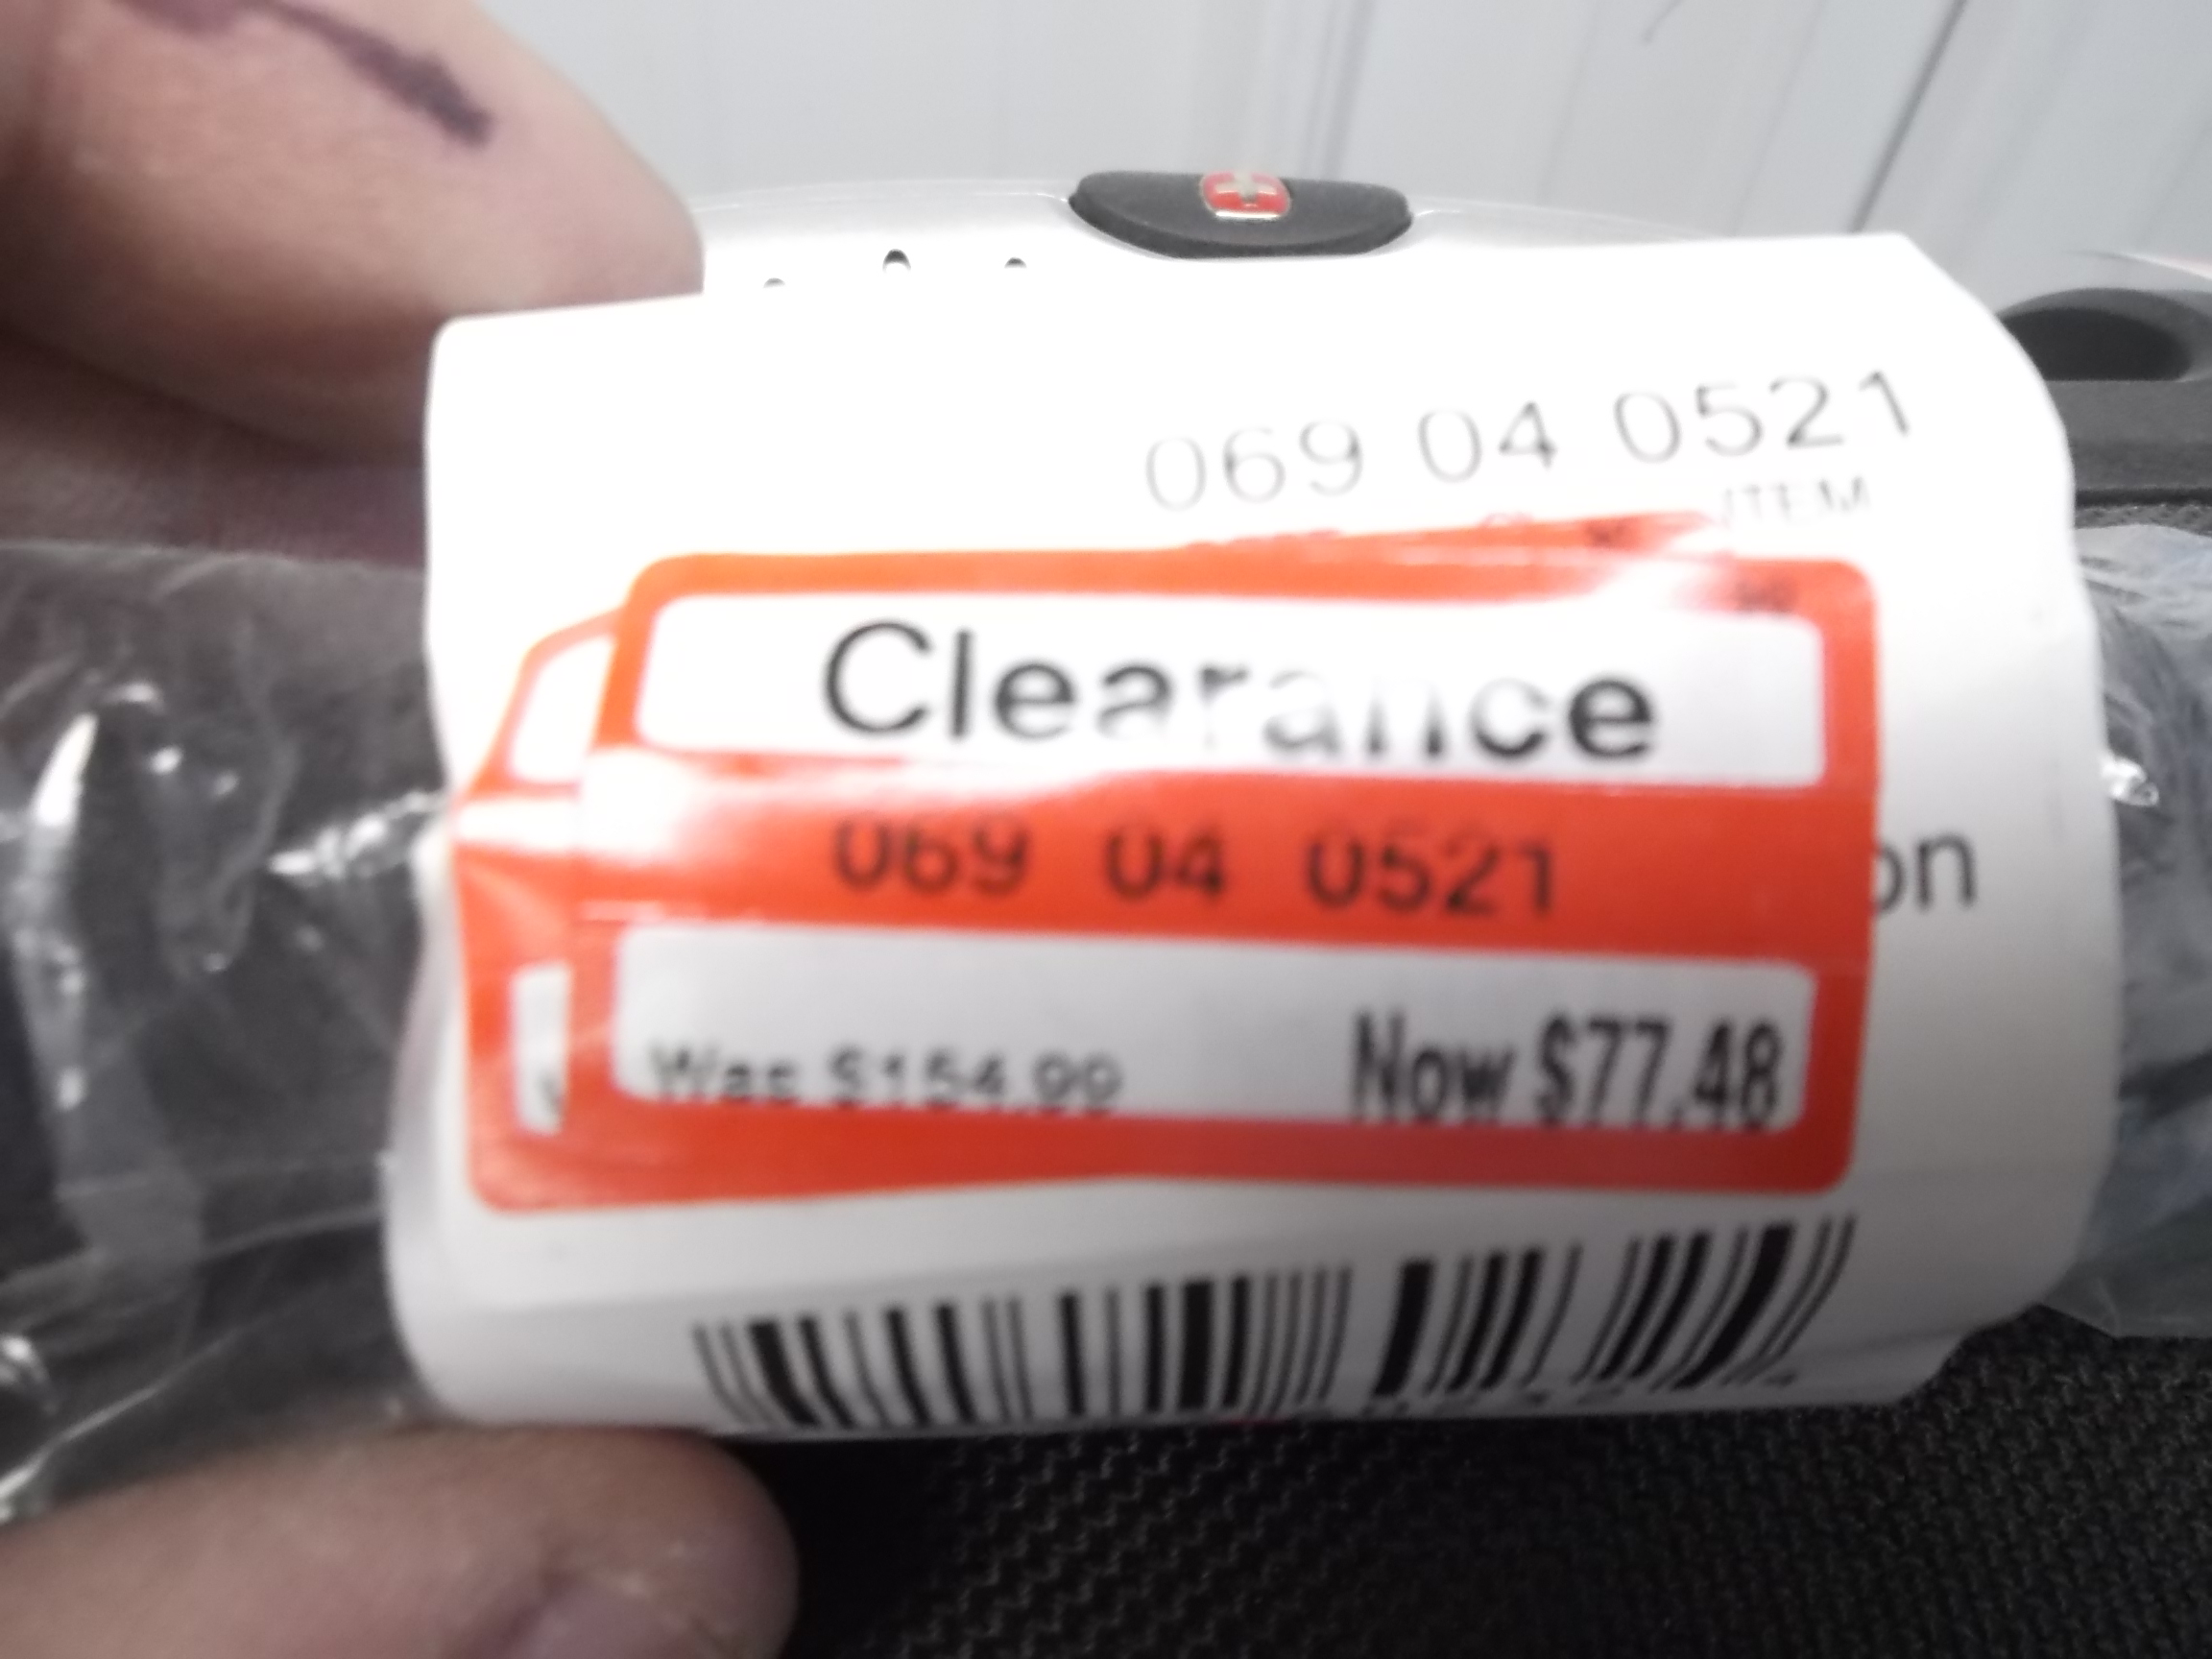 069 04 0521
ITEM
Clearance
069 04 0521
on
Was $154.99 Now $77.48